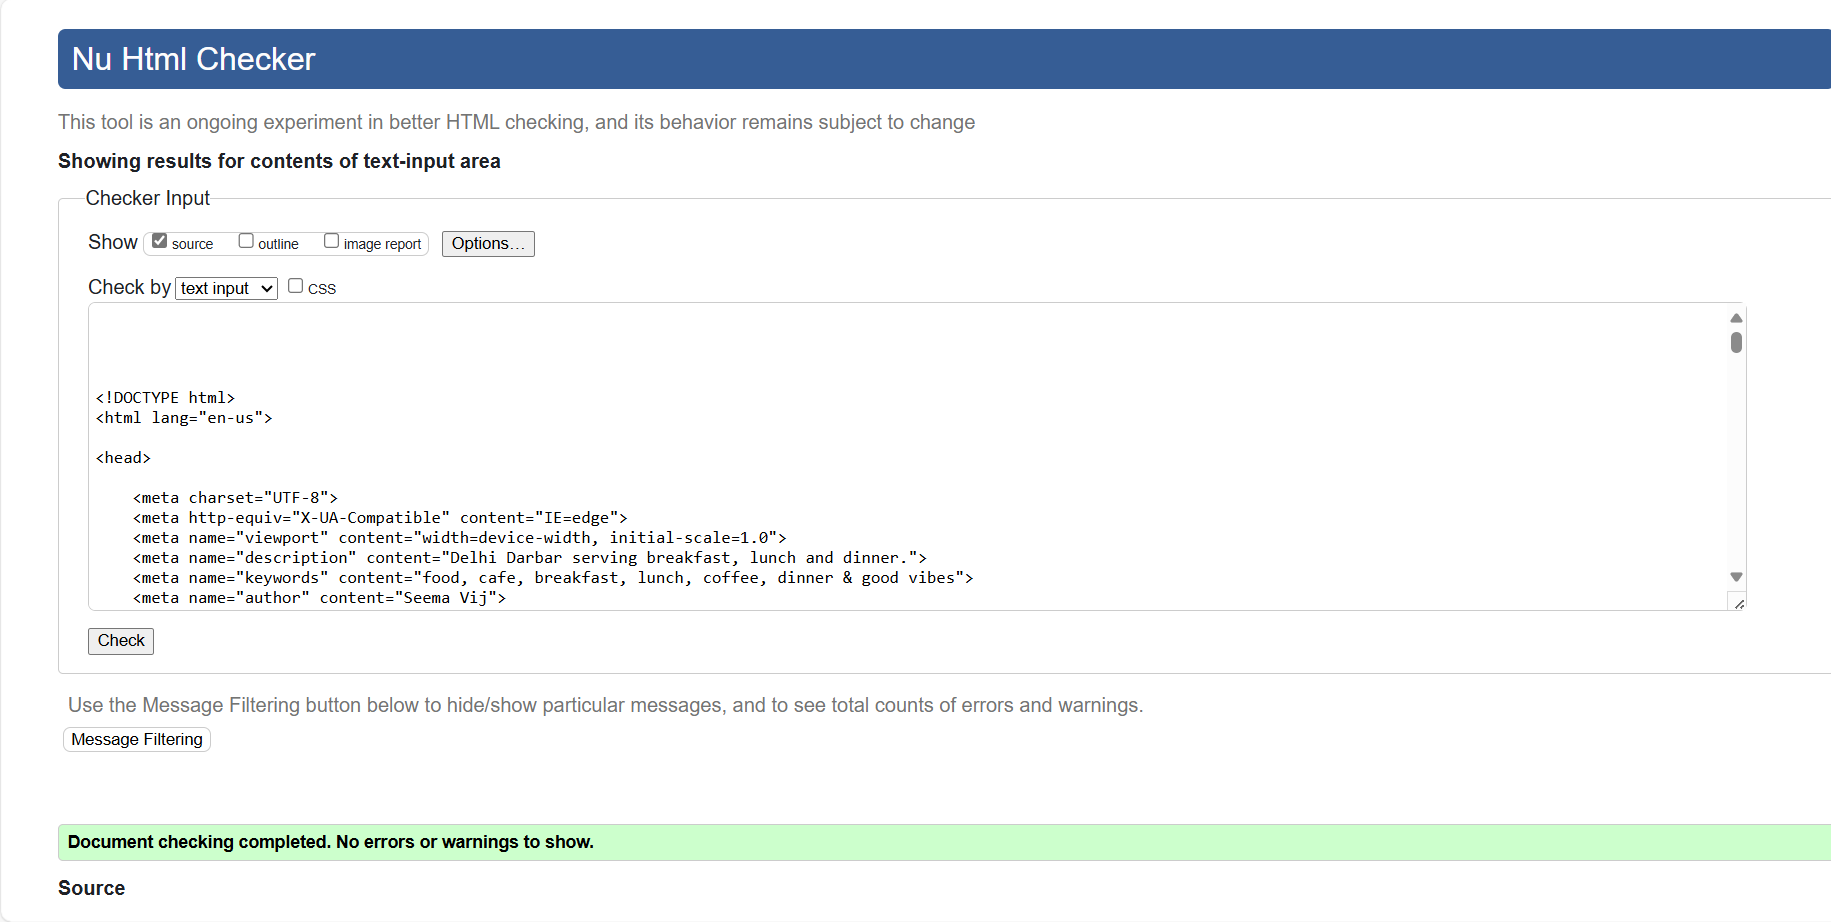 Nu Html Checker
This tool is an ongoing experiment in better HTML checking, and its behavior remains subject to change
Showing results for contents of text-input area
Checker Input
Show source outline image report Options...
Check by text input CSS
<!DOCTYPE html>
<html lang="en-us">
<head>
<meta charset="UTF-8">
<meta http-equiv="X-UA-Compatible" content="IE=edge">
<meta name="viewport" content="width=device-width, initial-scale=1.0">
<meta name="description" content="Delhi Darbar serving breakfast, lunch and dinner.">
<meta name="keywords" content="food, cafe, breakfast, lunch, coffee, dinner & good vibes">
<meta name="author" content="Seema Vij">
Check
Use the Message Filtering button below to hide/show particular messages, and to see total counts of errors and warnings.
Message Filtering
Document checking completed. No errors or warnings to show.
Source